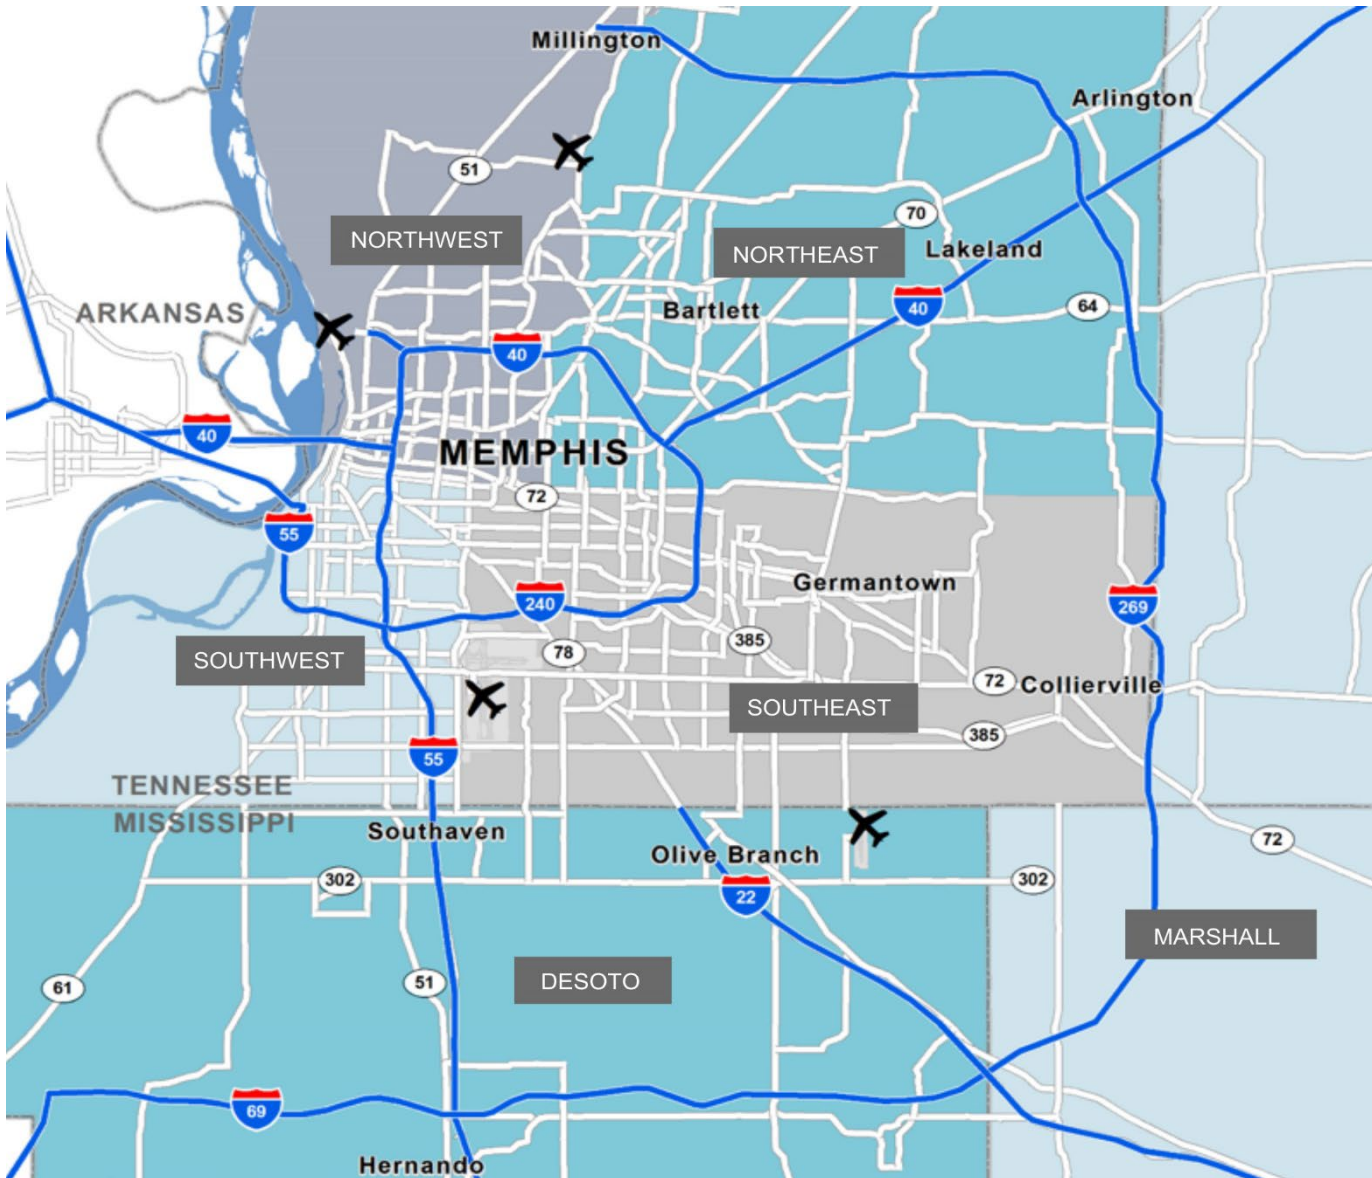 Millington
Arlington
51
NORTHWEST
70
NORTHEAST
Lakeland
ARKANSAS
Bartlett
40
64
40
40
MEMPHIS
72
55
Germantown
240
269
385
78
SOUTHWEST
72
Collierville
SOUTHEAST
385
55
TENNESSEE
MISSISSIPPI
Southaven
72
Olive Branch
302
302
22
MARSHALL
DESOTO
61
51
69
Hernando